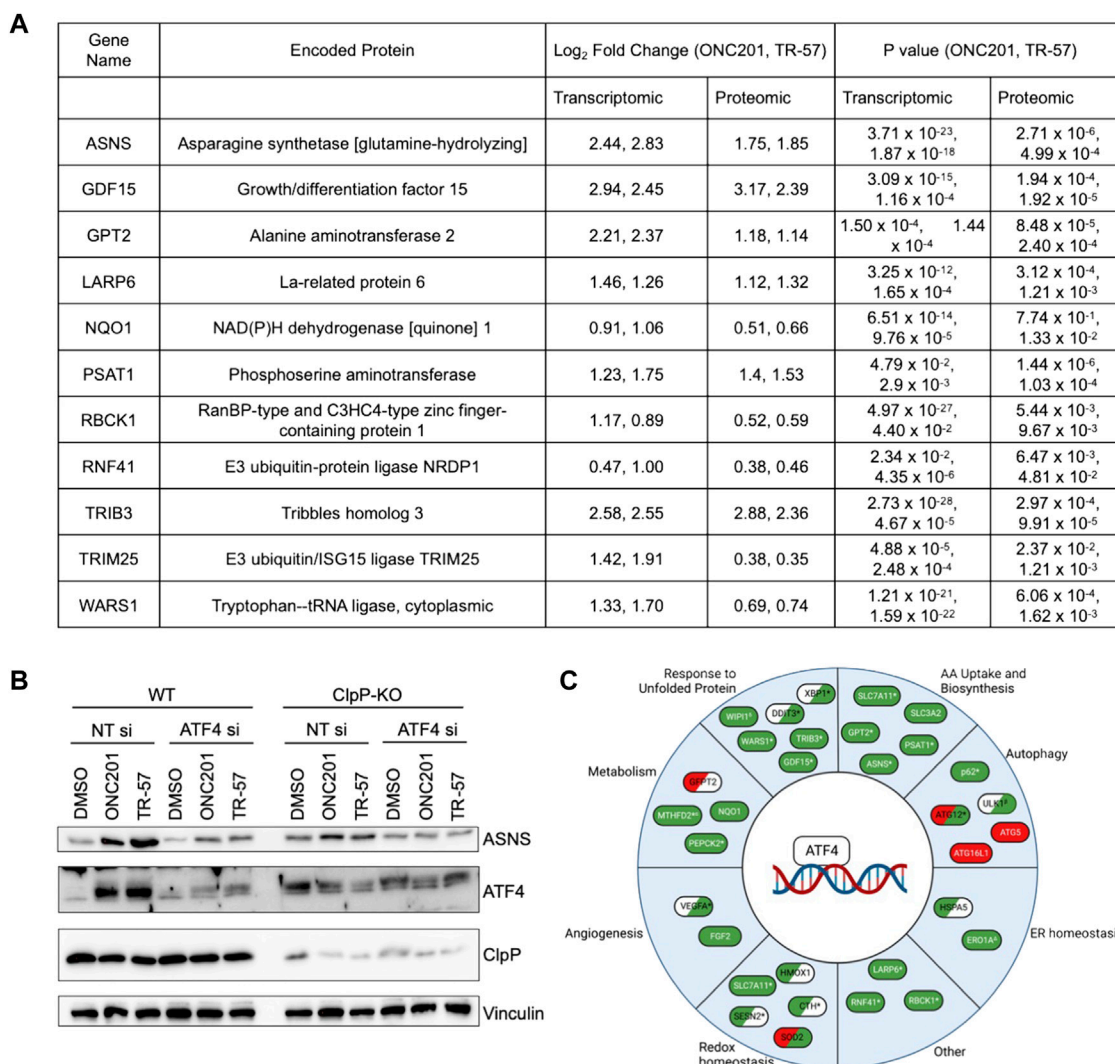 A
Gene Name
Encoded Protein
Log2 Fold Change (ONC201, TR-57)
P value (ONC201, TR-57)
Transcriptomic
Proteomic
Transcriptomic
Proteomic
ASNS
Asparagine synthetase [glutamine-hydrolyzing]
2.44, 2.83
1.75, 1.85
3.71 x 10-23,
1.87 x 10-18
2.71 x 10-6,
4.99 x 10-4
GDF15
Growth/differentiation factor 15
2.94, 2.45
3.17, 2.39
3.09 x 10-15,
1.16 x 10-4
1.94 x 10-4,
1.92 x 10-5
GPT2
Alanine aminotransferase 2
2.21, 2.37
1.18, 1.14
1.50 x 10-4, 1.44
x 10-4
8.48 x 10-5,
2.40 x 10-4
LARP6
La-related protein 6
1.46, 1.26
1.12, 1.32
3.25 x 10-12,
1.65 x 10-4
3.12 x 10-4,
1.21 x 10-3
NQO1
NAD(P)H dehydrogenase [quinone] 1
0.91, 1.06
0.51, 0.66
6.51 x 10-14,
9.76 x 10-5
7.74 x 10-1,
1.33 x 10-2
PSAT1
Phosphoserine aminotransferase
1.23, 1.75
1.4, 1.53
4.79 x 10-2,
2.9 x 10-3
1.44 x 10-6,
1.03 x 10-4
RBCK1
RanBP-type and C3HC4-type zinc finger-
containing protein 1
1.17, 0.89
0.52, 0.59
4.97 x 10-27,
4.40 x 10-2
5.44 x 10-3,
9.67 x 10-3
RNF41
E3 ubiquitin-protein ligase NRDP1
0.47, 1.00
0.38, 0.46
2.34 x 10-2,
4.35 x 10-6
6.47 x 10-3,
4.81 x 10-2
TRIB3
Tribbles homolog 3
2.58, 2.55
2.88, 2.36
2.73 x 10-28,
4.67 x 10-5
2.97 x 10-4,
9.91 x 10-5
TRIM25
E3 ubiquitin/ISG15 ligase TRIM25
1.42, 1.91
0.38, 0.35
4.88 x 10-5,
2.48 x 10-4
2.37 x 10-2,
1.21 x 10-3
WARS1
Tryptophan--tRNA ligase, cytoplasmic
1.33, 1.70
0.69, 0.74
1.21 x 10-21,
1.59 x 10-22
6.06 x 10-4,
1.62 x 10-3
B
WT
ClpP-KO
NT si
ATF4 si
NT si
ATF4 si
DMSO
ONC201
TR-57
DMSO
ONC201
TR-57
DMSO
ONC201
TR-57
DMSO
ONC201
TR-57
ASNS
ATF4
ClpP
Vinculin
C
Response to
Unfolded Protein
XBP1*
WIPI1&
DDIT3*
WARS1*
TRIB3*
GDF15*
AA Uptake and
Biosynthesis
SLC7A11*
SLC3A2
GPT2*
PSAT1*
ASNS*
Autophagy
p62*
ULK1&
ATG12*
ATG5
ATG16L1
ER homeostasis
HSPA5
ERO1A&
Other
LARP6*
RNF41*
RBCK1*
Redox
homeostasis
HMOX1
SLC7A11*
CTH*
SESN2*
SOD2
Angiogenesis
VEGFA*
FGF2
Metabolism
GFPT2
MTHFD2*&
NQO1
PEPCK2*
ATF4